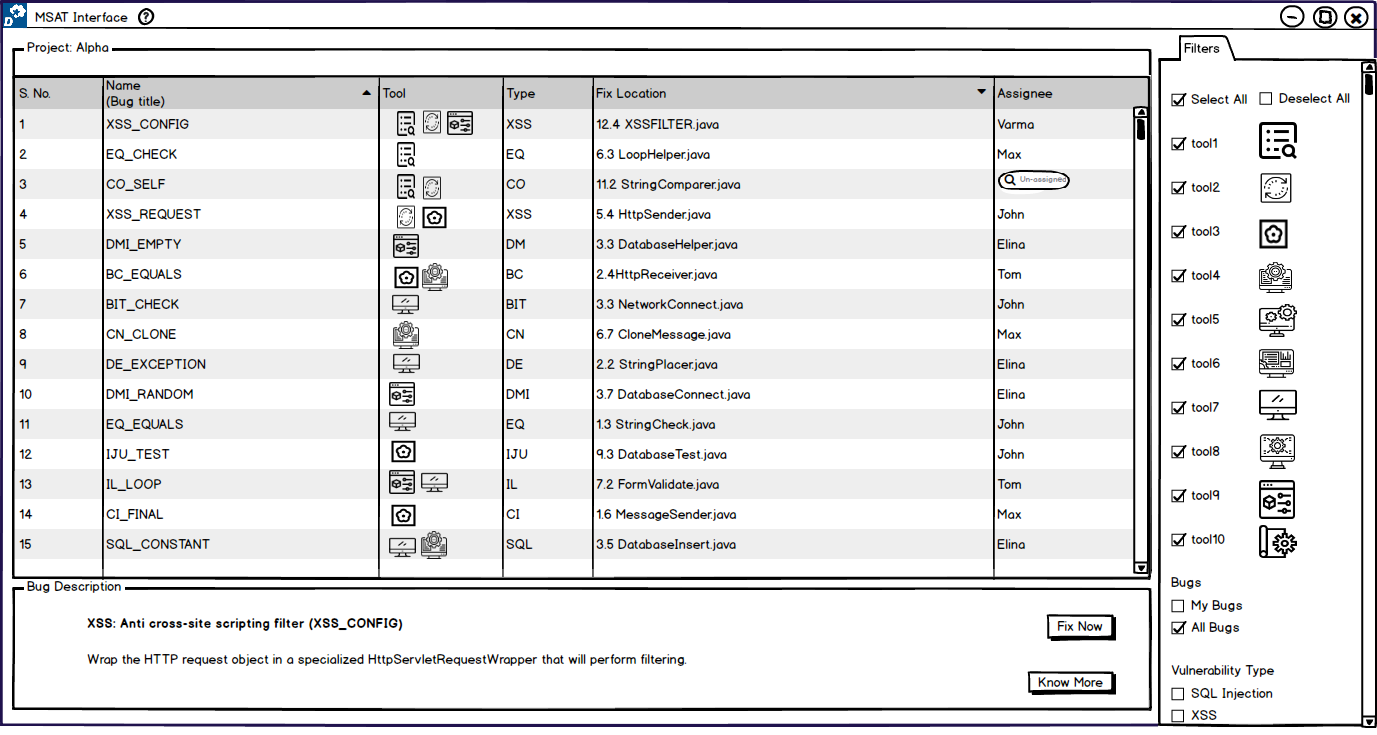 MSAT Interface ?
Project: Alpha
S. No. Name (Bug title) Tool Type Fix Location Assignee
1 XSS_CONFIG XSS 12.4 XSSFILTER.java Varma
2 EQ_CHECK EQ 6.3 LoopHelper.java Max
3 CO_SELF CO 11.2 StringComparer.java Un-assigned
4 XSS_REQUEST XSS 5.4 HttpSender.java John
5 DMI_EMPTY DM 3.3 DatabaseHelper.java Elina
6 BC_EQUALS BC 2.4HttpReceiver.java Tom
7 BIT_CHECK BIT 3.3 NetworkConnect.java John
8 CN_CLONE CN 6.7 CloneMessage.java Max
9 DE_EXCEPTION DE 2.2 StringPlacer.java Elina
10 DMI_RANDOM DMI 3.7 DatabaseConnect.java Elina
11 EQ_EQUALS EQ 1.3 StringCheck.java John
12 IJU_TEST IJU 9.3 DatabaseTest.java John
13 IL_LOOP IL 7.2 FormValidate.java Tom
14 CI_FINAL CI 1.6 MessageSender.java Max
15 SQL_CONSTANT SQL 3.5 DatabaseInsert.java Elina
Bug Description
XSS: Anti cross-site scripting filter (XSS_CONFIG)
Wrap the HTTP request object in a specialized HttpServletRequestWrapper that will perform filtering.
Fix Now
Know More
Filters
Select All Deselect All
tool1
tool2
tool3
tool4
tool5
tool6
tool7
tool8
tool9
tool10
Bugs
My Bugs
All Bugs
Vulnerability Type
SQL Injection
XSS